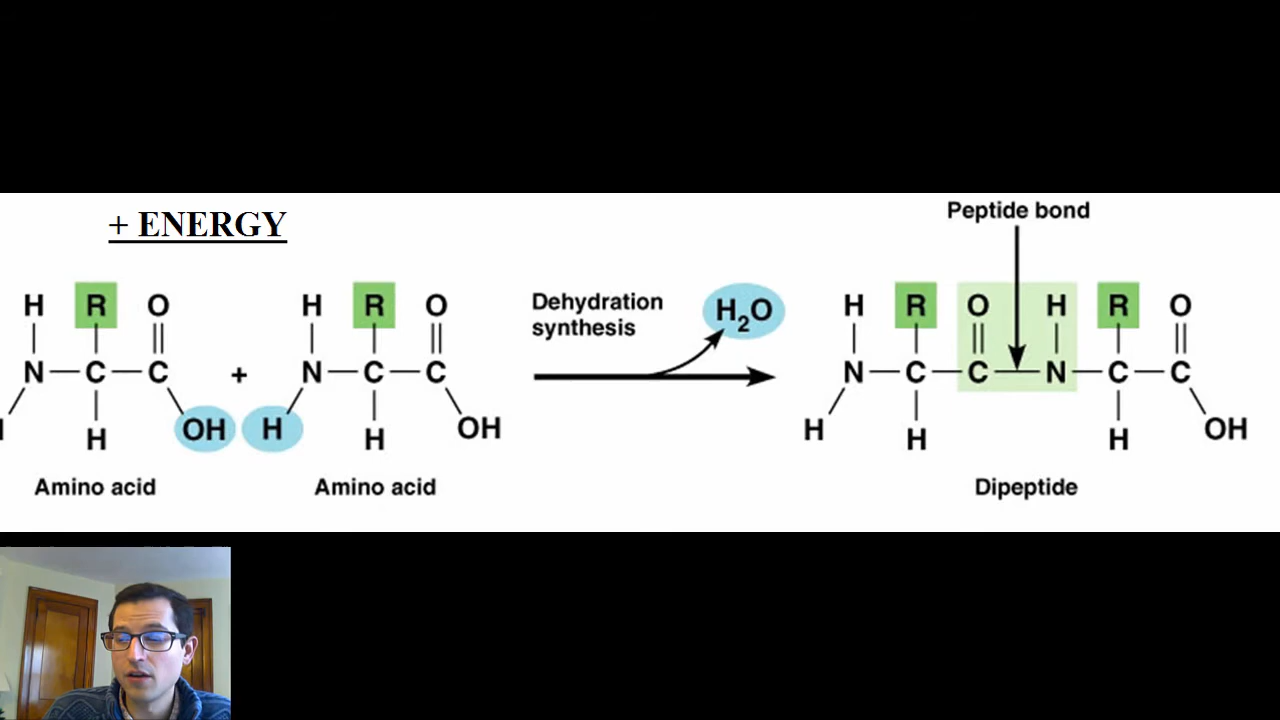 + ENERGY
Peptide bond
H R O H R O Dehydration synthesis H₂O H R O H R O
N C C + N C C N C C N C C
H OH H H OH H H H OH
Amino acid Amino acid Dipeptide